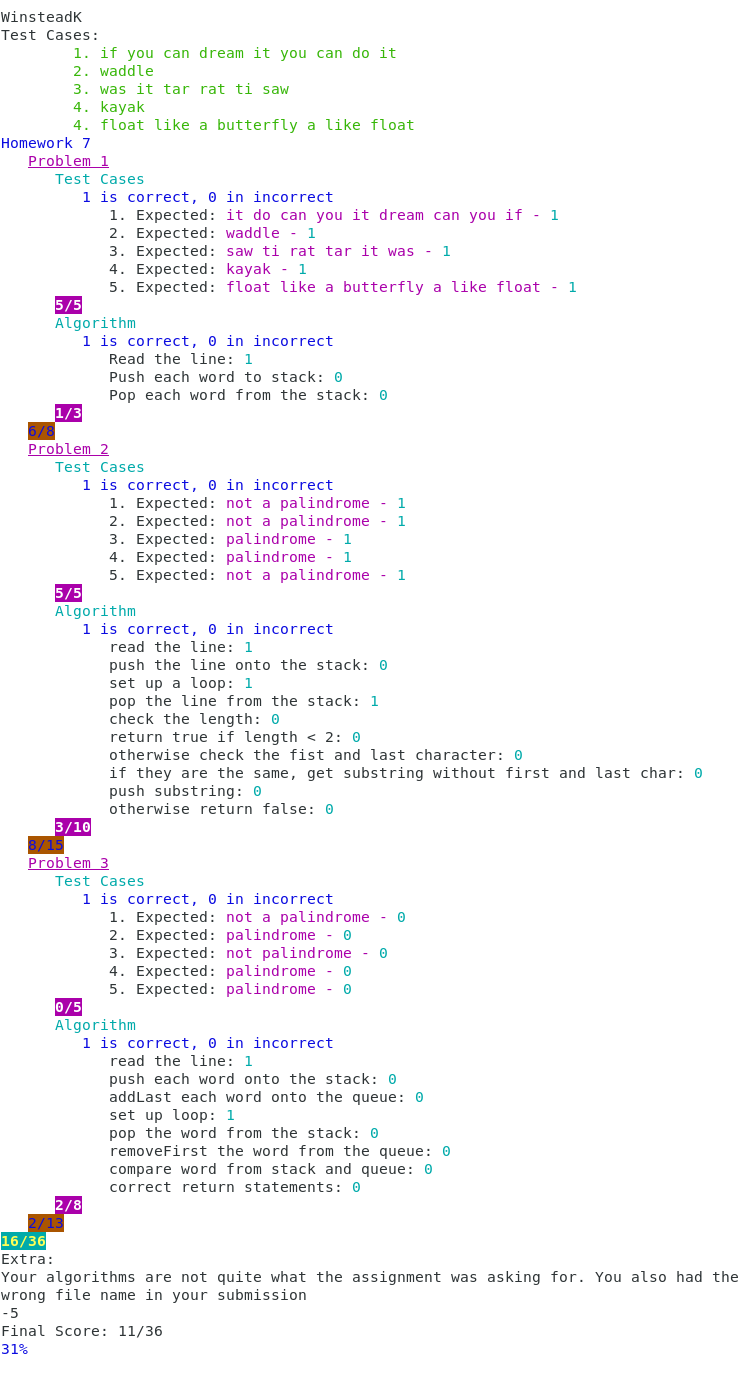 WinsteadK
Test Cases:
1. if you can dream it you can do it
2. waddle
3. was it tar rat ti saw
4. kayak
4. float like a butterfly a like float
Homework 7
Problem 1
Test Cases
1 is correct, 0 in incorrect
1. Expected: it do can you it dream can you if - 1
2. Expected: waddle - 1
3. Expected: saw ti rat tar it was - 1
4. Expected: kayak - 1
5. Expected: float like a butterfly a like float - 1
5/5
Algorithm
1 is correct, 0 in incorrect
Read the line: 1
Push each word to stack: 0
Pop each word from the stack: 0
1/3
6/8
Problem 2
Test Cases
1 is correct, 0 in incorrect
1. Expected: not a palindrome - 1
2. Expected: not a palindrome - 1
3. Expected: palindrome - 1
4. Expected: palindrome - 1
5. Expected: not a palindrome - 1
5/5
Algorithm
1 is correct, 0 in incorrect
read the line: 1
push the line onto the stack: 0
set up a loop: 1
pop the line from the stack: 1
check the length: 0
return true if length < 2: 0
otherwise check the fist and last character: 0
if they are the same, get substring without first and last char: 0
push substring: 0
otherwise return false: 0
3/10
8/15
Problem 3
Test Cases
1 is correct, 0 in incorrect
1. Expected: not a palindrome - 0
2. Expected: palindrome - 0
3. Expected: not palindrome - 0
4. Expected: palindrome - 0
5. Expected: palindrome - 0
0/5
Algorithm
1 is correct, 0 in incorrect
read the line: 1
push each word onto the stack: 0
addLast each word onto the queue: 0
set up loop: 1
pop the word from the stack: 0
removeFirst the word from the queue: 0
compare word from stack and queue: 0
correct return statements: 0
2/8
2/13
16/36
Extra:
Your algorithms are not quite what the assignment was asking for. You also had the
wrong file name in your submission
-5
Final Score: 11/36
31%